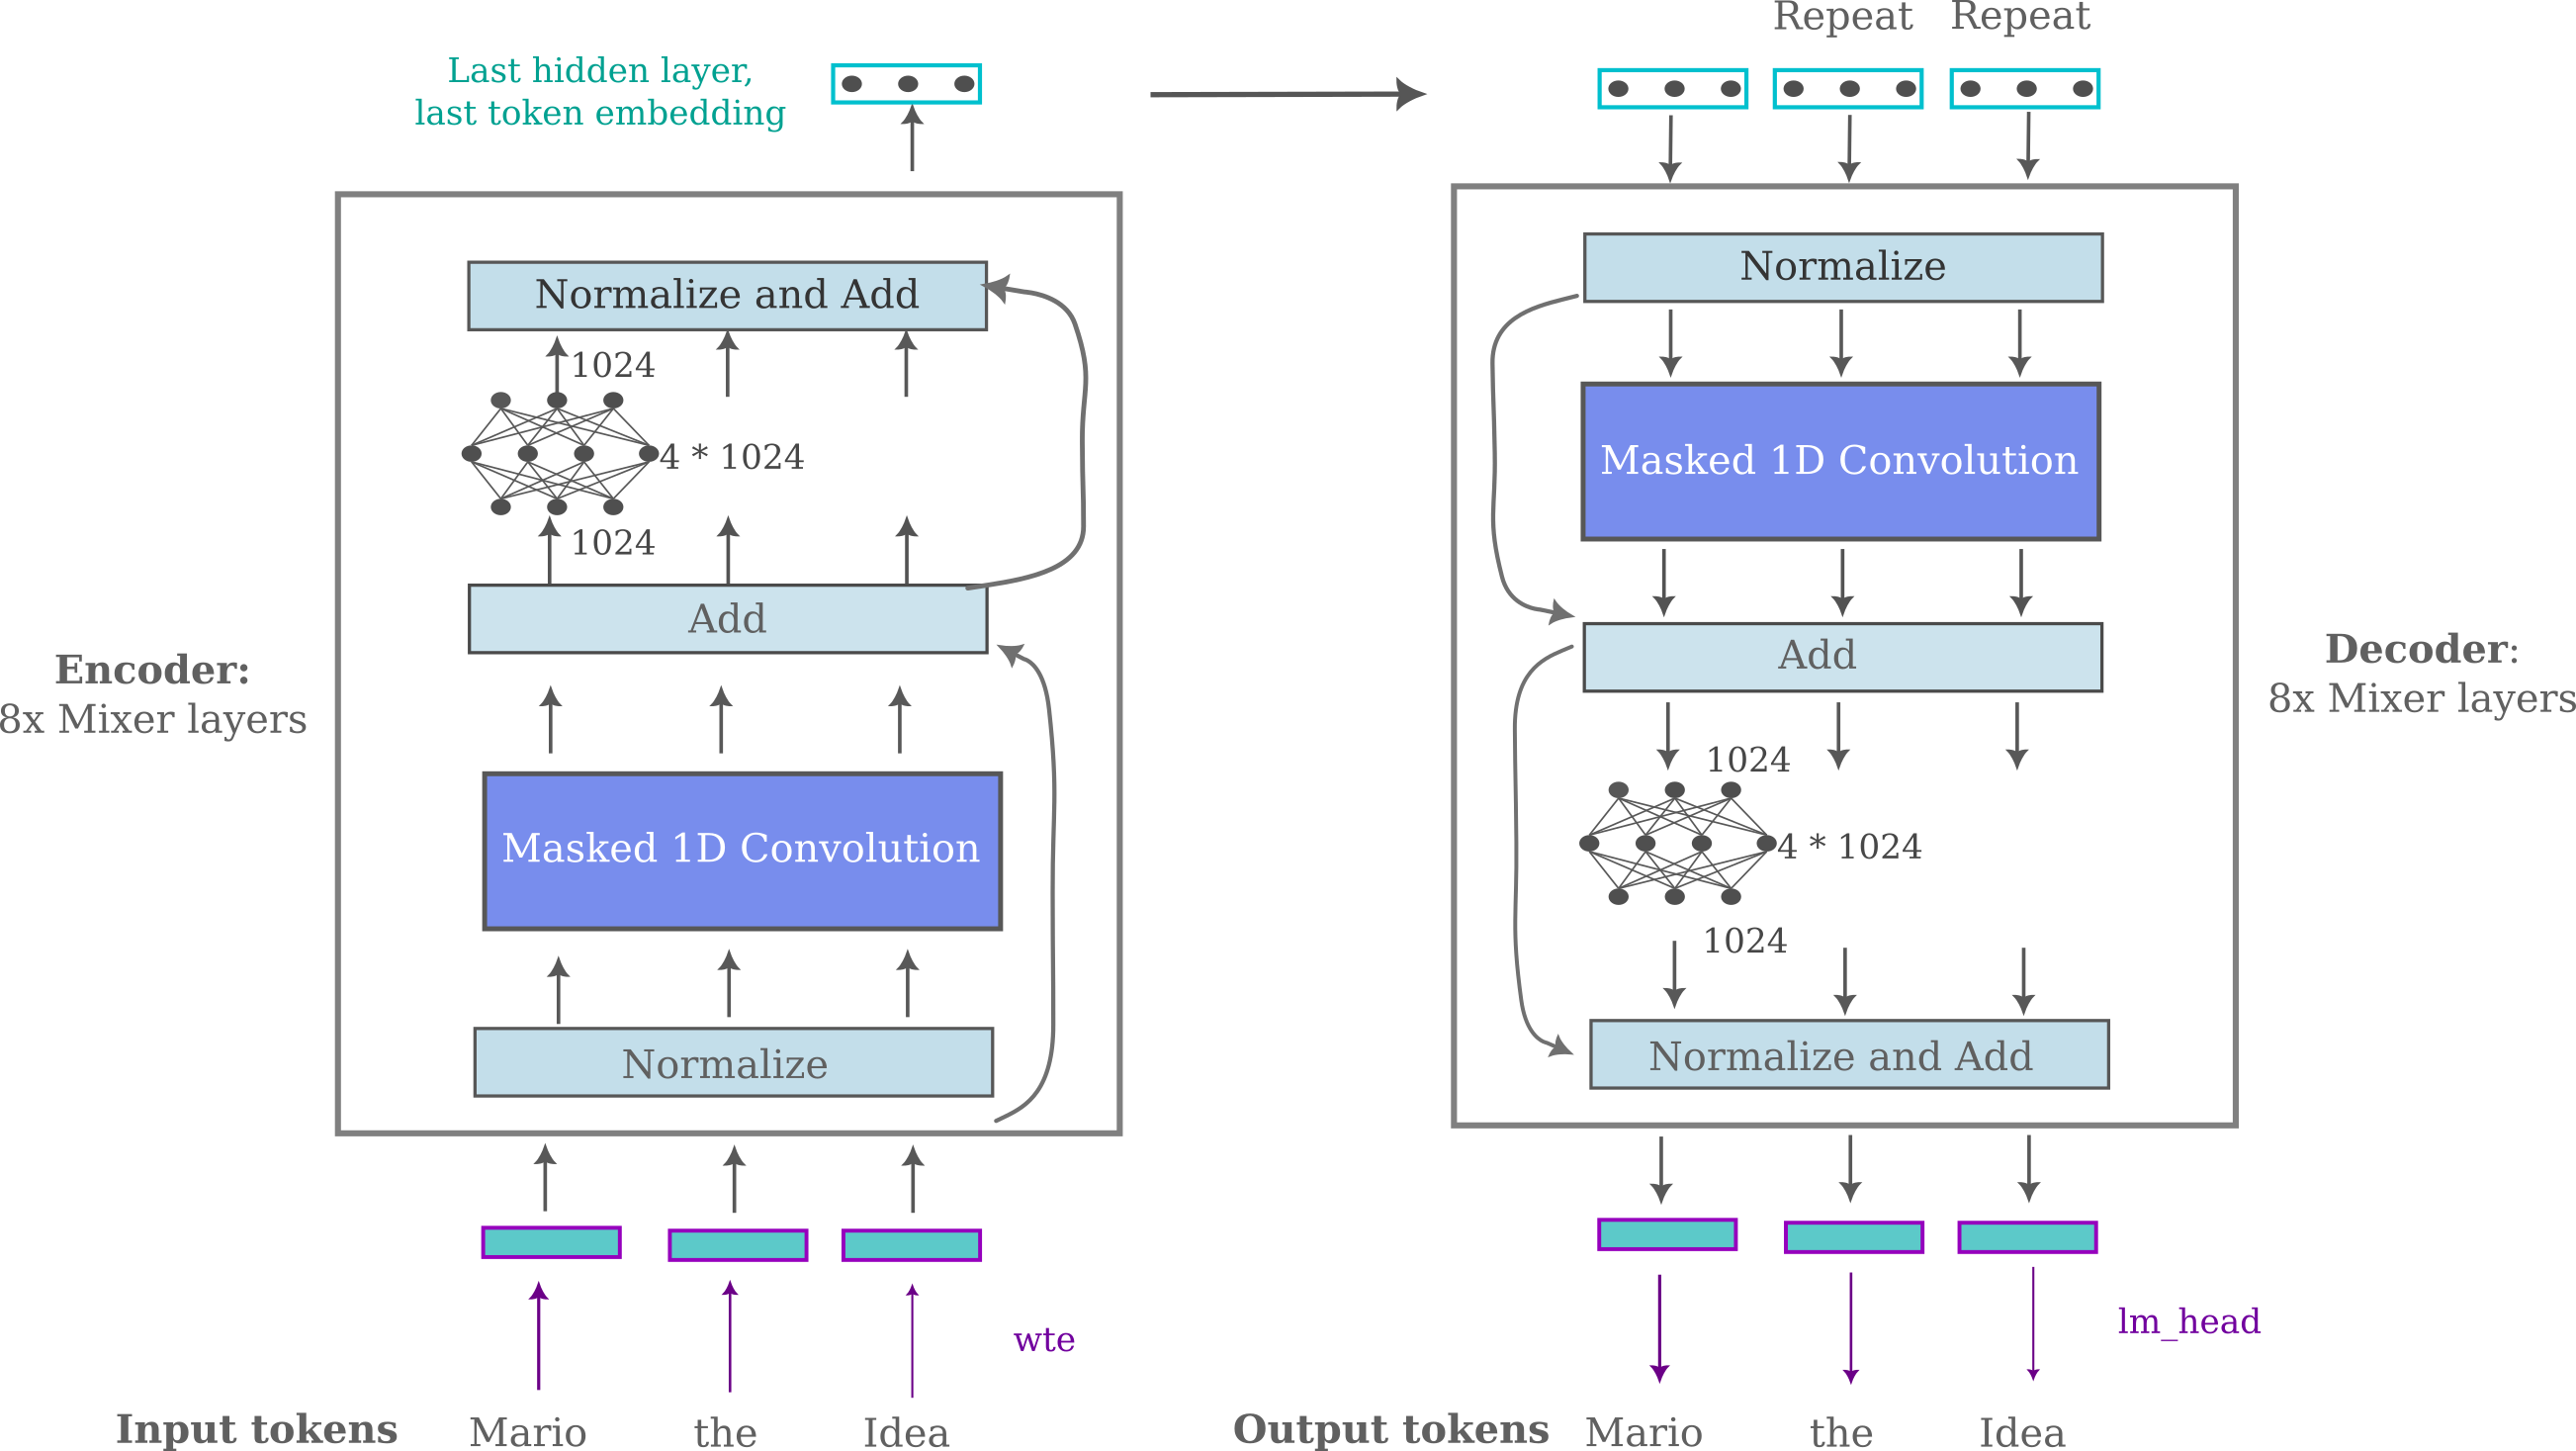 Repeat Repeat
Last hidden layer,
last token embedding
Normalize and Add
1024
4 * 1024
1024
Add
Encoder:
8x Mixer layers
Masked 1D Convolution
Normalize
wte
Input tokens Mario the Idea
Normalize
Masked 1D Convolution
Add
Decoder:
8x Mixer layers
1024
4 * 1024
1024
Normalize and Add
lm_head
Output tokens Mario the Idea